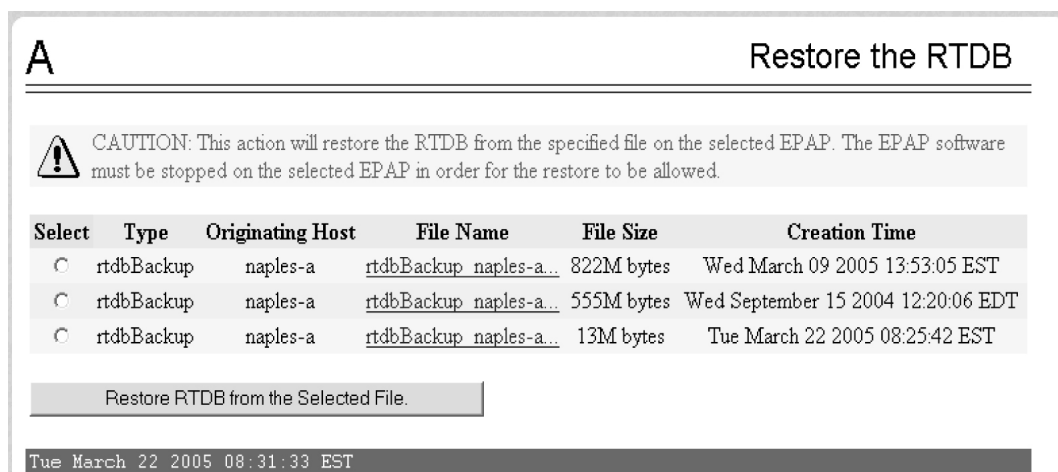 A Restore the RTDB
CAUTION: This action will restore the RTDB from the specified file on the selected EPAP. The EPAP software
must be stopped on the selected EPAP in order for the restore to be allowed.
Select Type Originating Host File Name File Size Creation Time
rtdbBackup naples-a rtdbBackup_naples-a... 822M bytes Wed March 09 2005 13:53:05 EST
rtdbBackup naples-a rtdbBackup_naples-a... 555M bytes Wed September 15 2004 12:20:06 EDT
rtdbBackup naples-a rtdbBackup_naples-a... 13M bytes Tue March 22 2005 08:25:42 EST
Restore RTDB from the Selected File.
Tue March 22 2005 08:31:33 EST